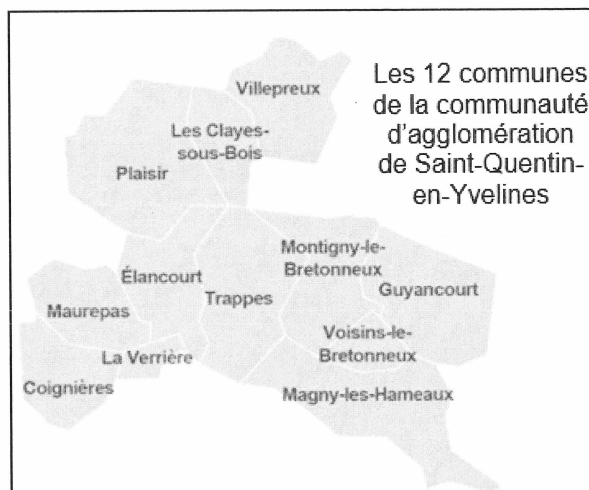 Les 12 communes
de la communauté
d'agglomération
de Saint-Quentin-
en-Yvelines
Villepreux
Les Clayes-
sous-Bois
Plaisir
Montigny-le-
Bretonneux
Élancourt
Trappes
Guyancourt
Maurepas
Voisins-le-
Bretonneux
La Verrière
Coignières
Magny-les-Hameaux